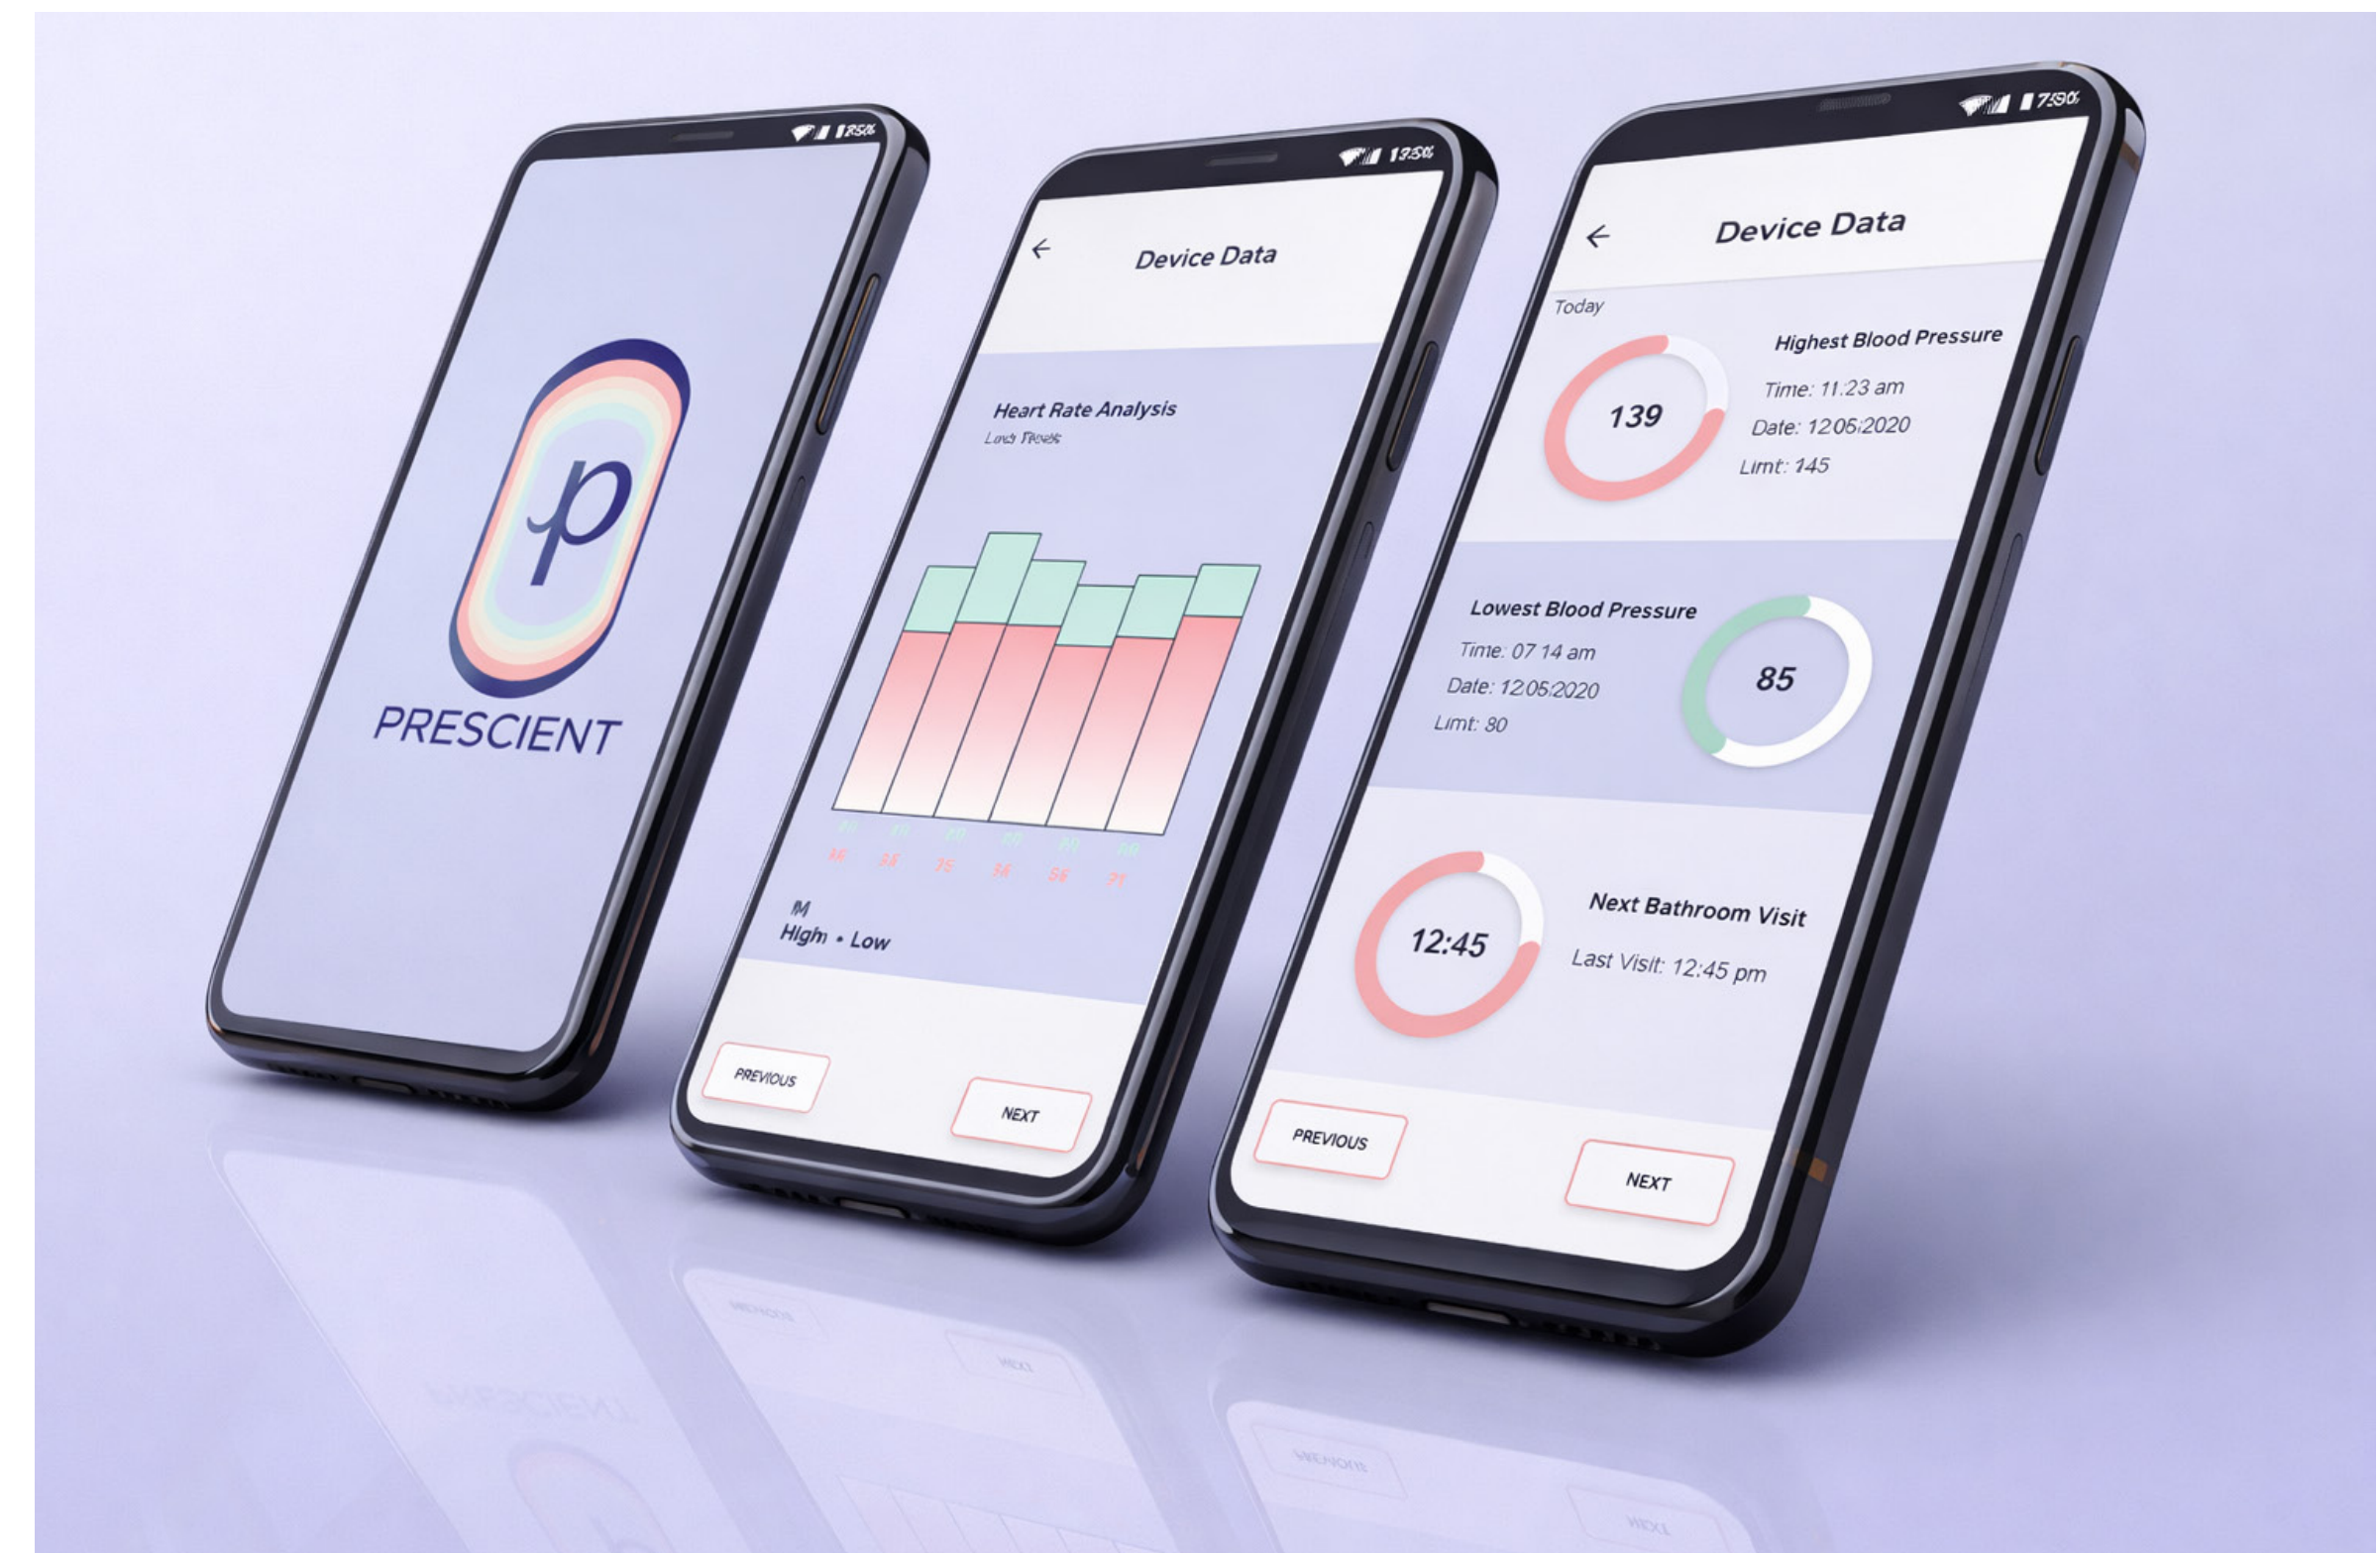 p
PRESCIENT
Device Data
Heart Rate Analysis
High • Low
PREVIOUS
NEXT
Device Data
Today
139
Highest Blood Pressure
Time: 11:23 am
Date: 12:05:2020
Limt: 145
Lowest Blood Pressure
Time: 07 14 am
Date: 12:05:2020
Limt: 80
85
12:45
Next Bathroom Visit
Last Visit: 12:45 pm
PREVIOUS
NEXT